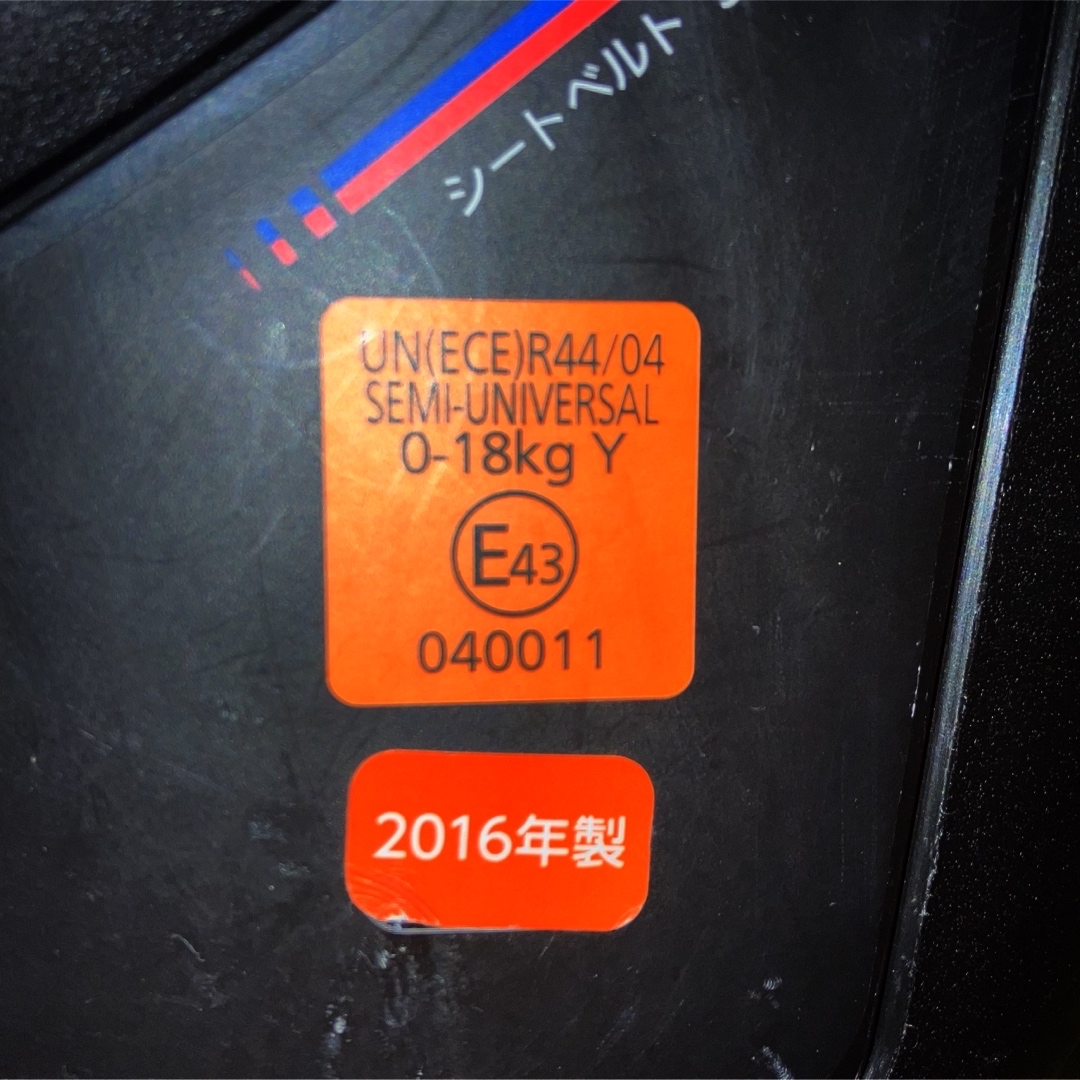 シートベルト
UN(ECE)R44/04
SEMI-UNIVERSAL
0-18kg Y
E43
040011
2016年製